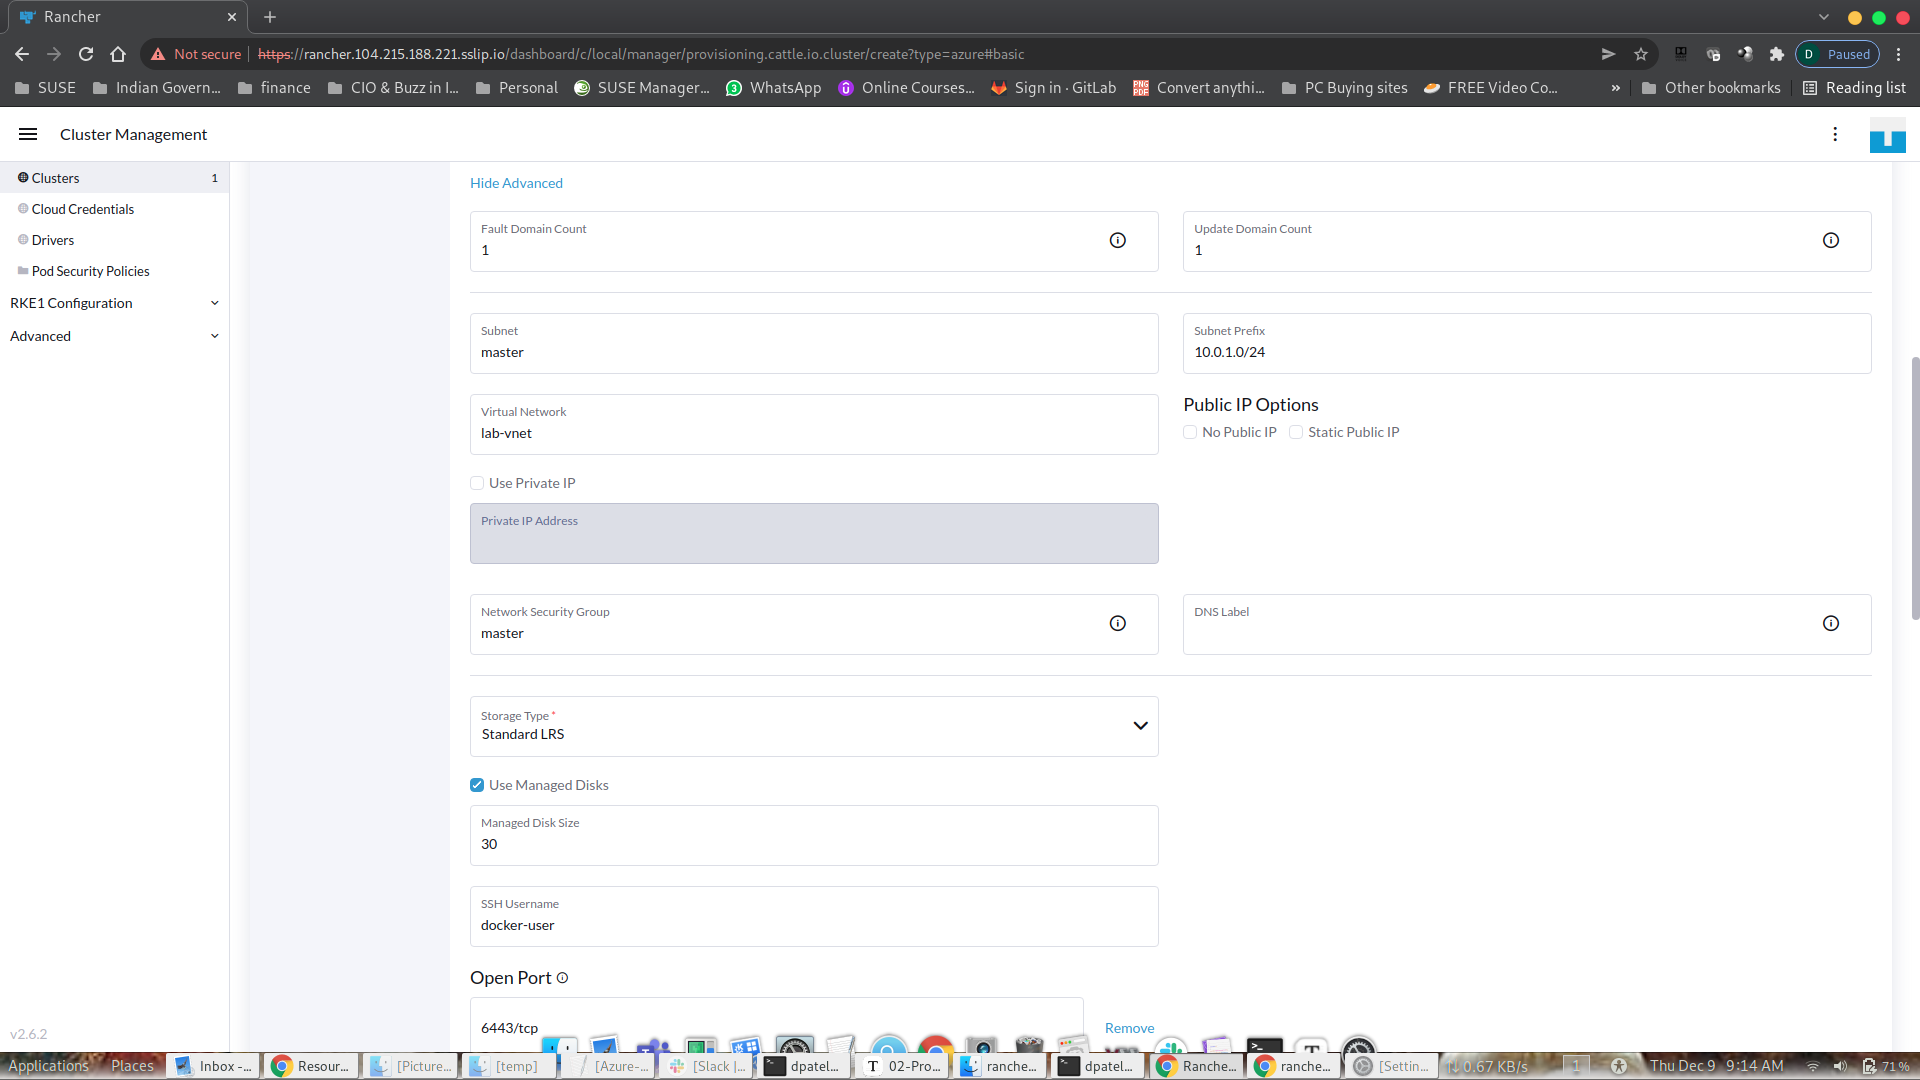 Rancher
Not secure https://rancher.104.215.188.221.sslip.io/dashboard/c/local/manager/provisioning.cattle.io.cluster/create?type=azure#basic
D Paused
SUSE Indian Govern... finance CIO & Buzz in I... Personal SUSE Manager... WhatsApp Online Courses... Sign in · GitLab Convert anythi... PC Buying sites FREE Video Co... » Other bookmarks Reading list
Cluster Management
Clusters 1
Cloud Credentials
Drivers
Pod Security Policies
RKE1 Configuration
Advanced
Hide Advanced
Fault Domain Count
1
Update Domain Count
1
Subnet
master
Subnet Prefix
10.0.1.0/24
Virtual Network
lab-vnet
Public IP Options
No Public IP Static Public IP
Use Private IP
Private IP Address
Network Security Group
master
DNS Label
Storage Type *
Standard LRS
Use Managed Disks
Managed Disk Size
30
SSH Username
docker-user
Open Port
6443/tcp
Remove
v2.6.2
Applications Places Inbox -... Resour... [Picture... [temp] [Azure-... [Slack |... dpatel... 02-Pro... ranche... dpatel... Ranche... ranche... [Settin... 0.67 KB/s 1 Thu Dec 9 9:14 AM 71%